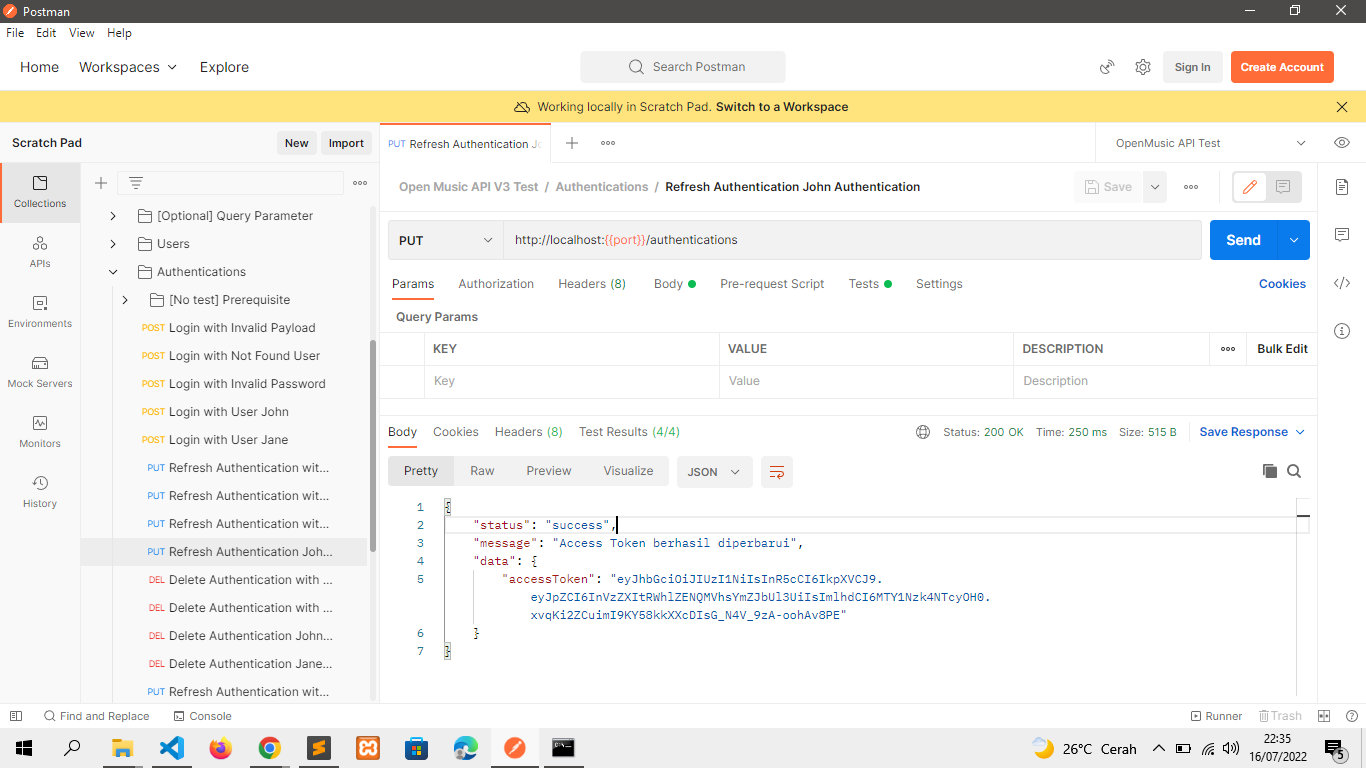 Postman
File Edit View Help
Home Workspaces Explore
Search Postman
Sign In
Create Account
Working locally in Scratch Pad. Switch to a Workspace
Scratch Pad
New
Import
PUT Refresh Authentication Jo
OpenMusic API Test
Collections
APIs
Environments
Mock Servers
Monitors
History
[Optional] Query Parameter
Users
Authentications
[No test] Prerequisite
POST Login with Invalid Payload
POST Login with Not Found User
POST Login with Invalid Password
POST Login with User John
POST Login with User Jane
PUT Refresh Authentication wit...
PUT Refresh Authentication wit...
PUT Refresh Authentication wit...
PUT Refresh Authentication Joh...
DEL Delete Authentication with ...
DEL Delete Authentication with ...
DEL Delete Authentication John...
DEL Delete Authentication Jane...
PUT Refresh Authentication wit...
Open Music API V3 Test / Authentications / Refresh Authentication John Authentication
Save
PUT
http://localhost:{{port}}/authentications
Send
Params Authorization Headers (8) Body Pre-request Script Tests Settings
Cookies
Query Params
KEY VALUE DESCRIPTION
Bulk Edit
Key Value Description
Body Cookies Headers (8) Test Results (4/4)
Status: 200 OK Time: 250 ms Size: 515 B
Save Response
Pretty Raw Preview Visualize
JSON
1 {
2 "status": "success",
3 "message": "Access Token berhasil diperbarui",
4 "data": {
5 "accessToken": "eyJhbGciOiJIUzI1NiIsInR5cCI6IkpXVCJ9.
eyJpZCI6InVzZXItRWhlZENQMVhsYmZJbUl3UiIsImlhdCI6MTY1Nzk4NTcyOH0.
xvqKi2ZCuimI9KY58kkXXcDIsG_N4V_9zA-oohAv8PE"
6 }
7 }
Find and Replace
Console
Runner
Trash
26°C Cerah
22:35
16/07/2022
5